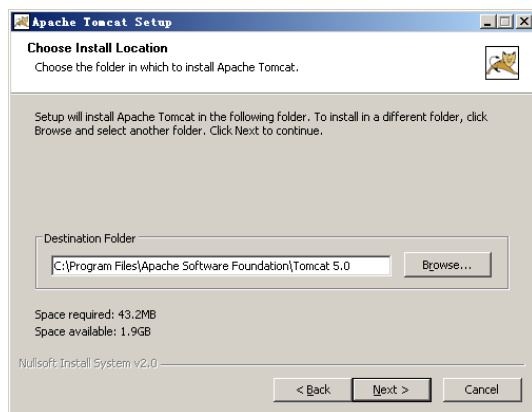 Apache Tomcat Setup
Choose Install Location
Choose the folder in which to install Apache Tomcat.
Setup will install Apache Tomcat in the following folder. To install in a different folder, click
Browse and select another folder. Click Next to continue.
Destination Folder
C:\Program Files\Apache Software Foundation\Tomcat 5.0
Browse...
Space required: 43.2MB
Space available: 1.9GB
Nullsoft Install System v2.0
< Back
Next >
Cancel